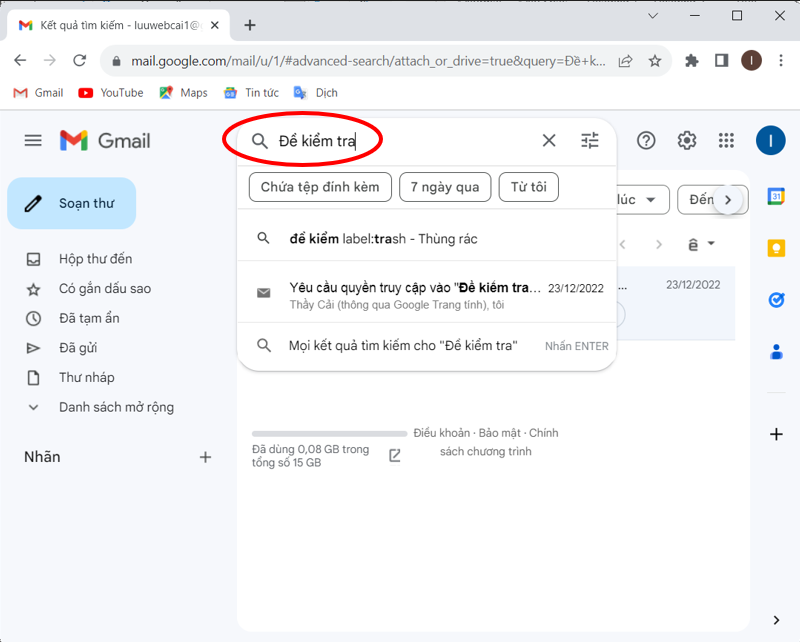 Kết quả tìm kiếm - luuwebcai1@
mail.google.com/mail/u/1/#advanced-search/attach_or_drive=true&query=Đề+k...
I
Gmail
YouTube
Maps
Tin tức
Dịch
Gmail
Đề kiểm tra
I
Soạn thư
Chứa tệp đính kèm
7 ngày qua
Từ tôi
lúc
Đến
31
để kiểm label:trash - Thùng rác
ê
Hộp thư đến
Có gắn dấu sao
Đã tạm ẩn
Đã gửi
Thư nháp
Danh sách mở rộng
Yêu cầu quyền truy cập vào "Đề kiểm tra... 23/12/2022
Thầy Cải (thông qua Google Trang tính), tôi
... 23/12/2022
Mọi kết quả tìm kiếm cho "Đề kiểm tra" Nhấn ENTER
Nhãn
Đã dùng 0,08 GB trong
tổng số 15 GB
Điều khoản · Bảo mật · Chính
sách chương trình